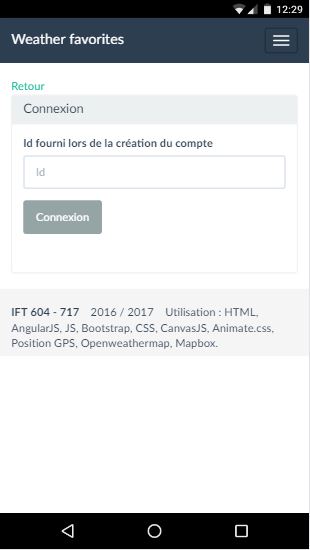 12:29
Weather favorites
Retour
Connexion
Id fourni lors de la création du compte
Id
Connexion
IFT 604 - 717 2016 / 2017 Utilisation : HTML,
AngularJS, JS, Bootstrap, CSS, CanvasJS, Animate.css,
Position GPS, Openweathermap, Mapbox.